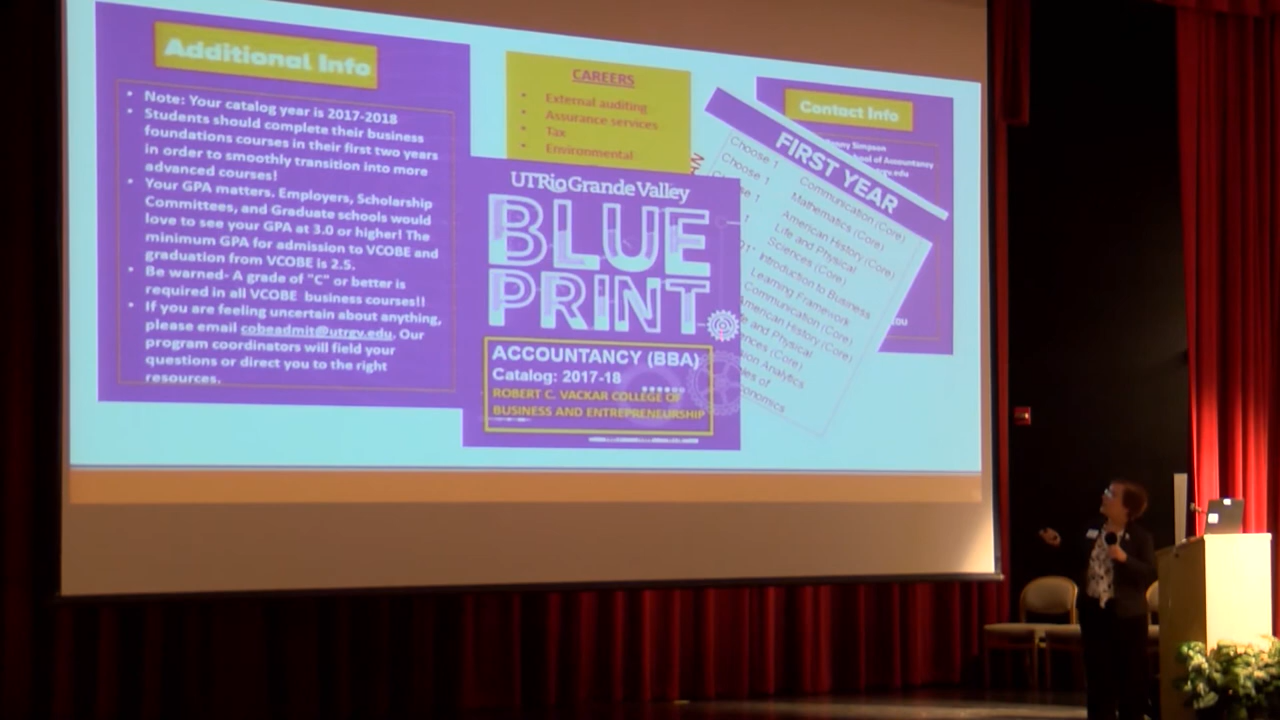 Additional Info
• Note: Your catalog year is 2017-2018
• Students should complete their business
foundations courses in their first two years
in order to smoothly transition into more
advanced courses!
• Your GPA matters. Employers, Scholarship
Committees, and Graduate schools would
love to see your GPA at 3.0 or higher! The
minimum GPA for admission to VCOBE and
graduation from VCOBE is 2.5.
• Be warned- A grade of "C" or better is
required in all VCOBE business courses!!
• If you are feeling uncertain about anything,
please email cobeadmit@utrgv.edu. Our
program coordinators will field your
questions or direct you to the right
resources.
CAREERS
• External auditing
• Assurance services
• Tax
• Environmental
UTRio Grande Valley
BLUE
PRINT
ACCOUNTANCY (BBA)
Catalog: 2017-18
ROBERT C. VACKAR COLLEGE OF
BUSINESS AND ENTREPRENEURSHIP
FIRST YEAR
Choose 1 Communication (Core)
Choose 1 Mathematics (Core)
1 American History (Core)
1 Life and Physical
Sciences (Core)
Introduction to Business
Learning Framework
Communication (Core)
American History (Core)
Physical
(Core)
Analytics
of
Contact Info
Simpson
of Accountancy